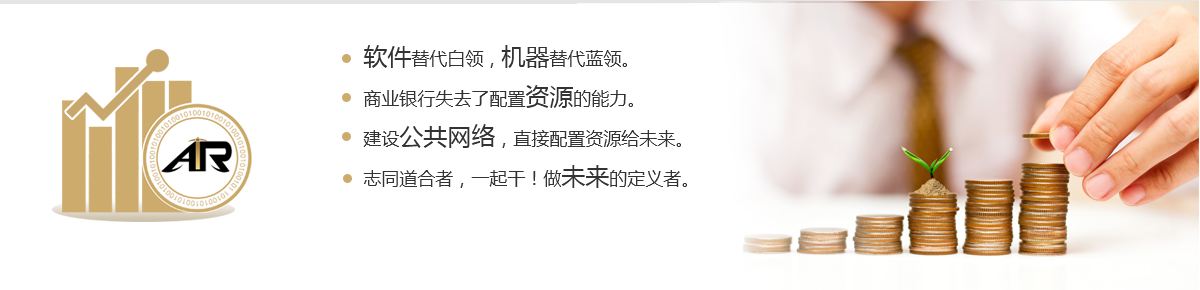 软件替代白领，机器替代蓝领。
商业银行失去了配置资源的能力。
建设公共网络，直接配置资源给未来。
志同道合者，一起干！做未来的定义者。
AIR